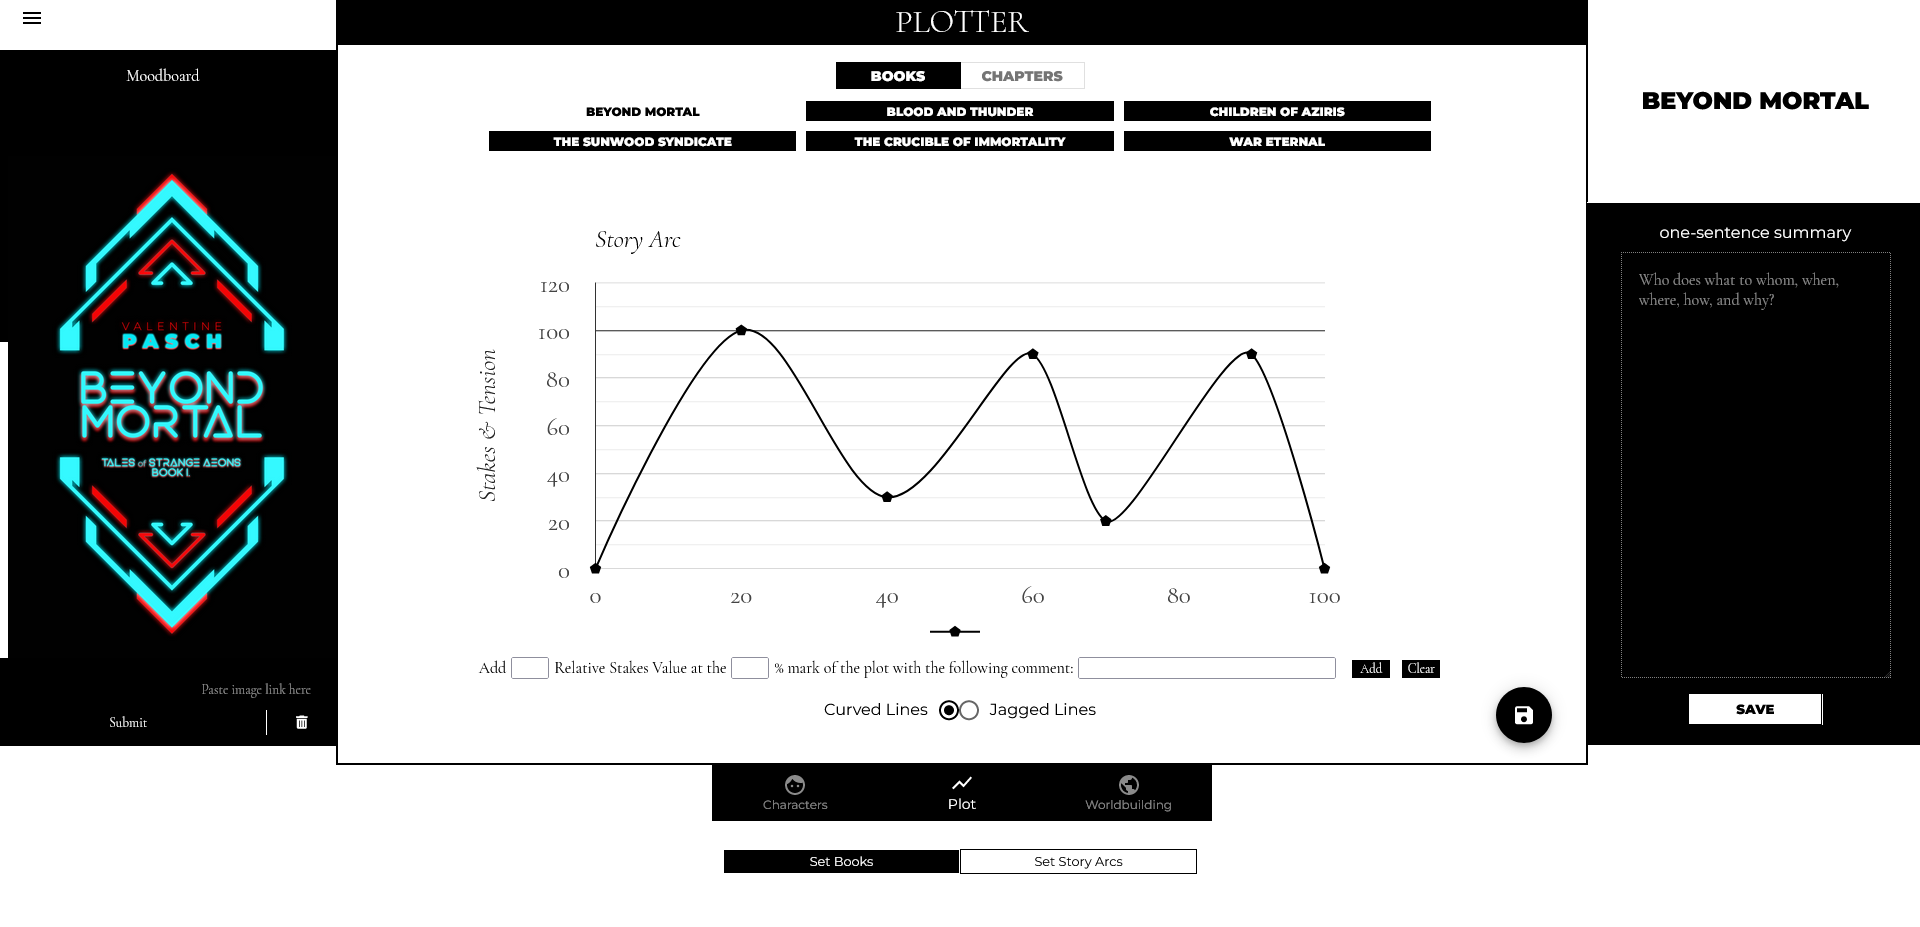 PLOTTER
Moodboard
VALENTINE
PASCH
BEYOND
MORTAL
TALES of STRANGE AEONS
BOOK I.
Paste image link here
Submit
BOOKS CHAPTERS
BEYOND MORTAL BLOOD AND THUNDER CHILDREN OF AZIRIS
THE SUNWOOD SYNDICATE THE CRUCIBLE OF IMMORTALITY WAR ETERNAL
Story Arc
Stakes & Tension
120
100
80
60
40
20
0
0 20 40 60 80 100
Add Relative Stakes Value at the % mark of the plot with the following comment: Add Clear
Curved Lines Jagged Lines
Characters Plot Worldbuilding
Set Books Set Story Arcs
BEYOND MORTAL
one-sentence summary
Who does what to whom, when,
where, how, and why?
SAVE